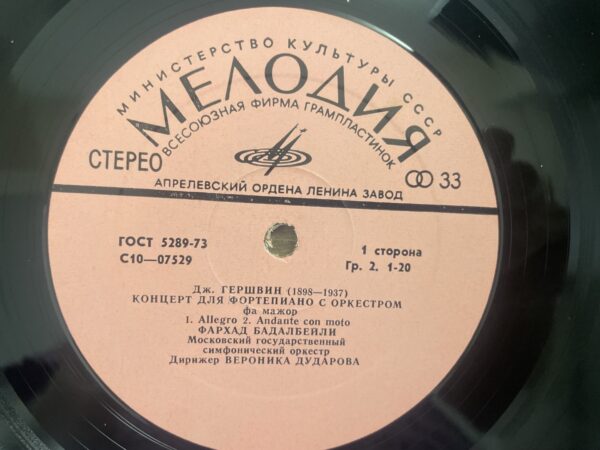 МИНИСТЕРСТВО КУЛЬТУРЫ СССР
МЕЛОДИЯ
ВСЕСОЮЗНАЯ ФИРМА ГРАМПЛАСТИНОК
СТЕРЕО
33
АПРЕЛЕВСКИЙ ОРДЕНА ЛЕНИНА ЗАВОД
ГОСТ 5289-73
1 сторона
С10—07529
Гр. 2. 1-20
Дж. ГЕРШВИН (1898—1937)
КОНЦЕРТ ДЛЯ ФОРТЕПИАНО С ОРКЕСТРОМ
фа мажор
1. Allegro 2. Andante con moto
ФАРХАД БАДАЛБЕЙЛИ
Московский государственный
симфонический оркестр
Дирижер ВЕРОНИКА ДУДАРОВА